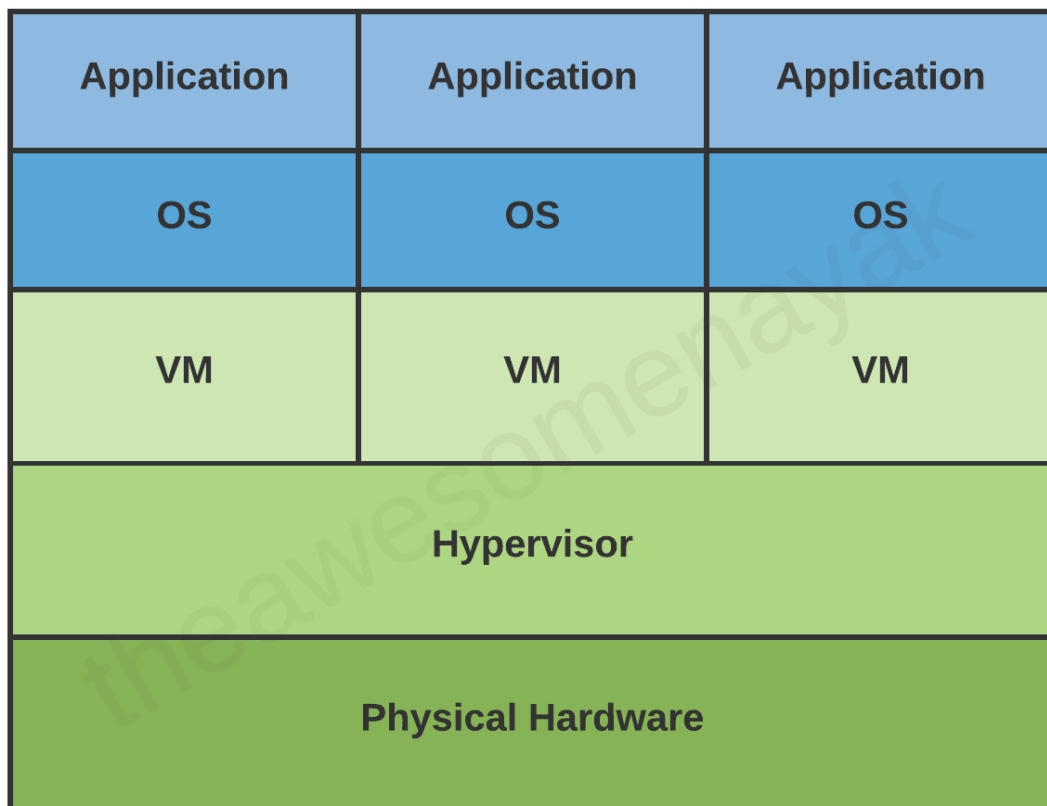 Application Application Application
OS OS OS
VM VM VM
Hypervisor
Physical Hardware
theawesomenayak